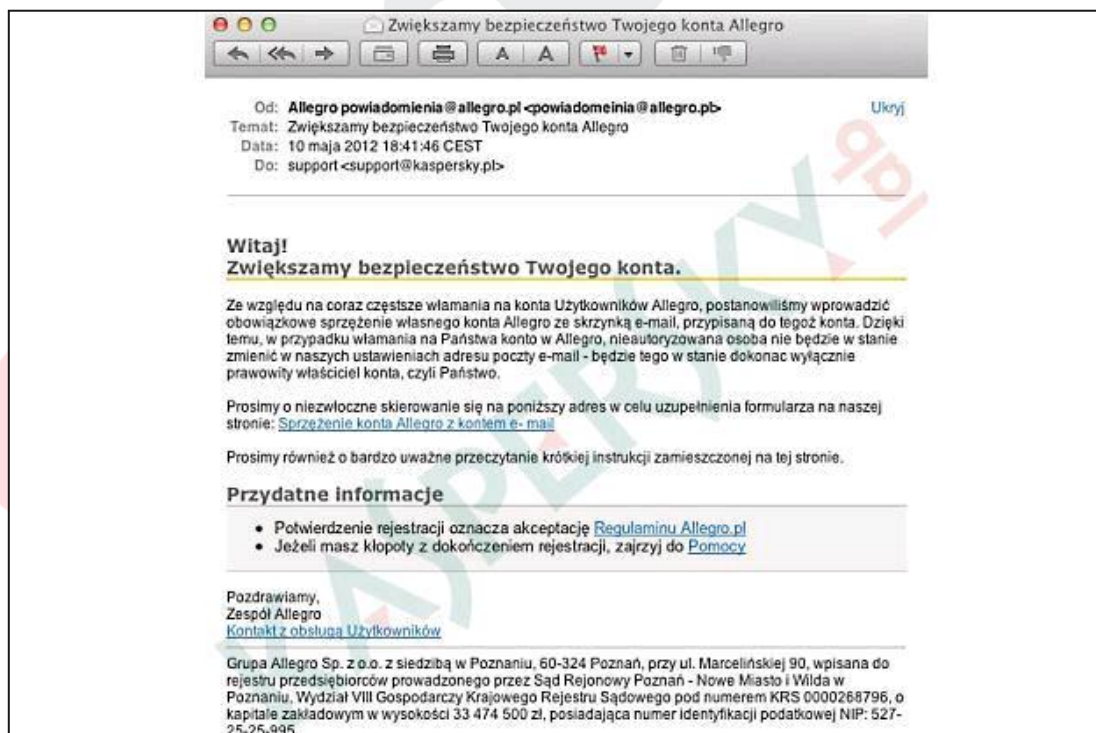 Zwiększamy bezpieczeństwo Twojego konta Allegro
A A
Od: Allegro powiadomienia@allegro.pl <powiadomeinia@allegro.pl> Ukryj
Temat: Zwiększamy bezpieczeństwo Twojego konta Allegro
Data: 10 maja 2012 18:41:46 CEST
Do: support <support@kaspersky.pl>
Witaj!
Zwiększamy bezpieczeństwo Twojego konta.
Ze względu na coraz częstsze włamania na konta Użytkowników Allegro, postanowiliśmy wprowadzić
obowiązkowe sprzężenie własnego konta Allegro ze skrzynką e-mail, przypisaną do tegoż konta. Dzięki
temu, w przypadku włamania na Państwa konto w Allegro, nieautoryzowana osoba nie będzie w stanie
zmienić w naszych ustawieniach adresu poczty e-mail - będzie tego w stanie dokonac wyłącznie
prawowity właściciel konta, czyli Państwo.
Prosimy o niezwłoczne skierowanie się na poniższy adres w celu uzupełnienia formularza na naszej
stronie: Sprzężenie konta Allegro z kontem e- mail
Prosimy również o bardzo uważne przeczytanie krótkiej instrukcji zamieszczonej na tej stronie.
Przydatne informacje
• Potwierdzenie rejestracji oznacza akceptację Regulaminu Allegro.pl
• Jeżeli masz kłopoty z dokończeniem rejestracji, zajrzyj do Pomocy
Pozdrawiamy,
Zespół Allegro
Kontakt z obsługą Użytkowników
Grupa Allegro Sp. z o.o. z siedzibą w Poznaniu, 60-324 Poznań, przy ul. Marcelińskiej 90, wpisana do
rejestru przedsiębiorców prowadzonego przez Sąd Rejonowy Poznań - Nowe Miasto i Wilda w
Poznaniu, Wydział VIII Gospodarczy Krajowego Rejestru Sądowego pod numerem KRS 0000268796, o
kapitale zakładowym w wysokości 33 474 500 zł, posiadająca numer identyfikacji podatkowej NIP: 527-
25-25-995
KASPERSKY lab